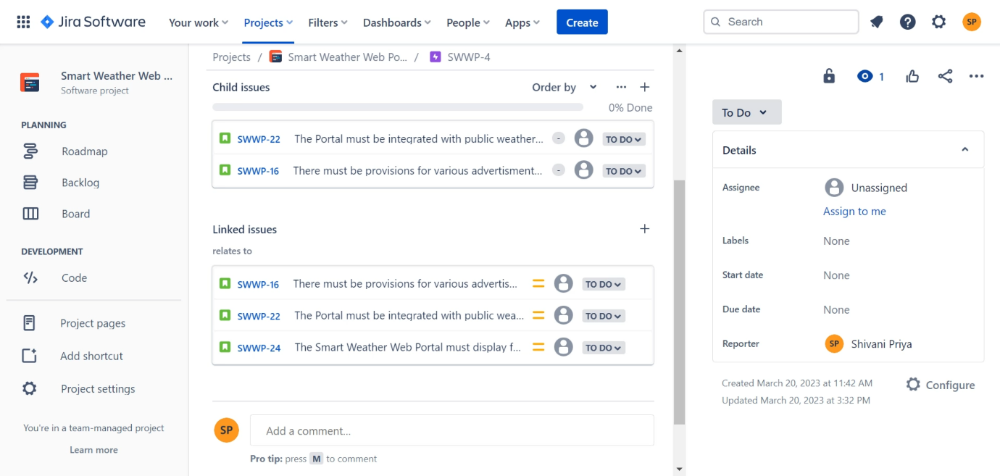 Jira Software
Your work
Projects
Filters
Dashboards
People
Apps
Create
Search
SP
Smart Weather Web ...
Software project
PLANNING
Roadmap
Backlog
Board
DEVELOPMENT
Code
Project pages
Add shortcut
Project settings
You're in a team-managed project
Learn more
Projects / Smart Weather Web Po... / SWWP-4
Child issues
Order by
0% Done
SWWP-22 The Portal must be integrated with public weather... - TO DO
SWWP-16 There must be provisions for various advertisment... - TO DO
Linked issues
relates to
SWWP-16 There must be provisions for various advertis... TO DO
SWWP-22 The Portal must be integrated with public wea... TO DO
SWWP-24 The Smart Weather Web Portal must display f... TO DO
SP
Add a comment...
Pro tip: press M to comment
1
To Do
Details
Assignee Unassigned
Assign to me
Labels None
Start date None
Due date None
Reporter SP Shivani Priya
Created March 20, 2023 at 11:42 AM
Updated March 20, 2023 at 3:32 PM
Configure